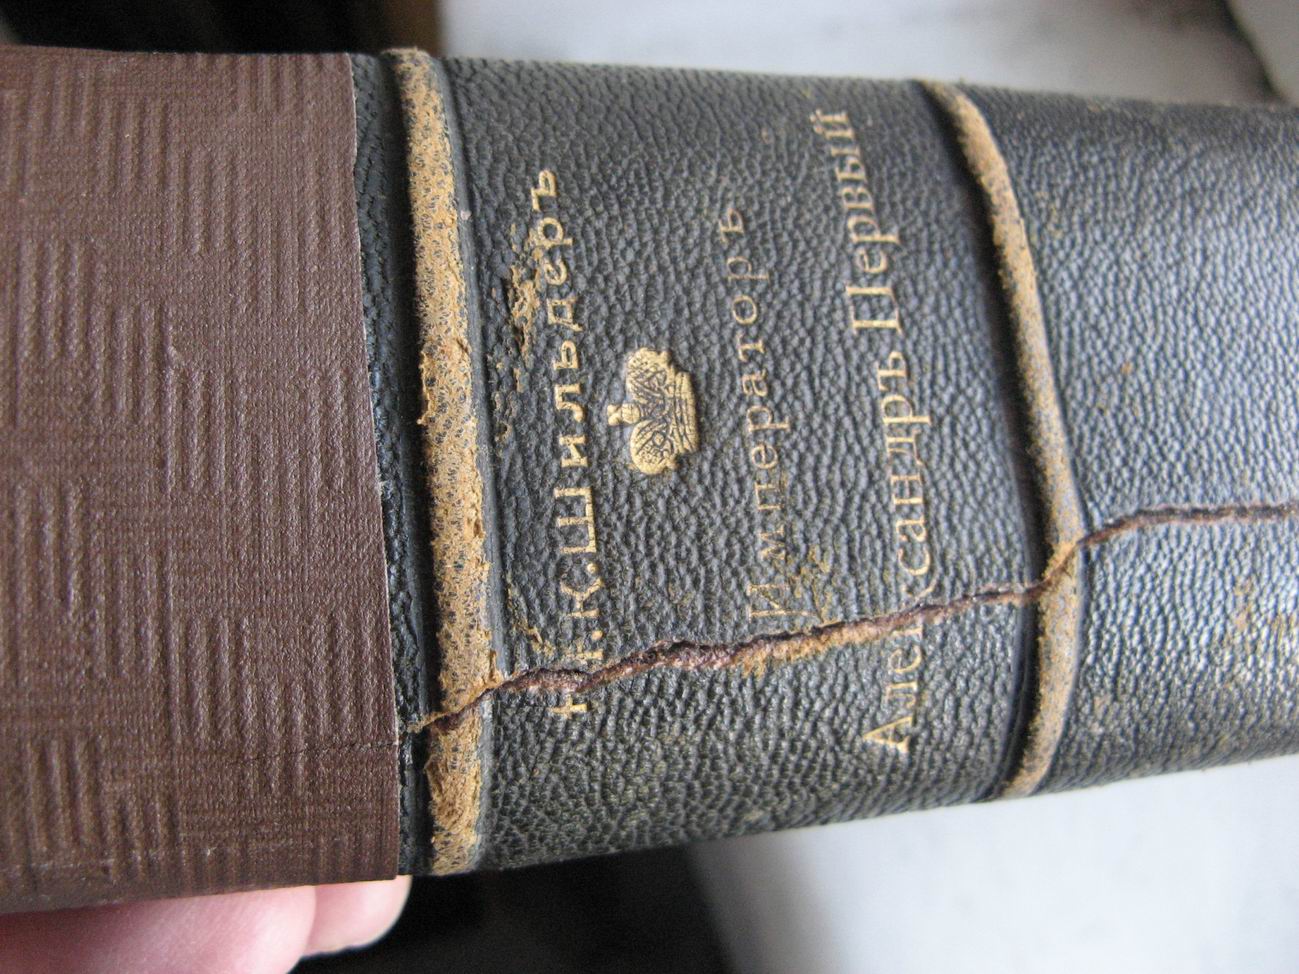 Н.К.Шильдеръ
Императоръ
Александръ Первый